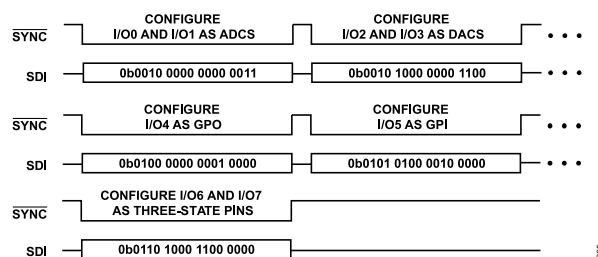 CONFIGURE
I/O0 AND I/O1 AS ADCS
CONFIGURE
I/O2 AND I/O3 AS DACS
SYNC
SDI
0b0010 0000 0000 0011
0b0010 1000 0000 1100
CONFIGURE
I/O4 AS GPO
CONFIGURE
I/O5 AS GPI
SYNC
SDI
0b0100 0000 0001 0000
0b0101 0100 0010 0000
CONFIGURE I/O6 AND I/O7
AS THREE-STATE PINS
SYNC
SDI
0b0110 1000 1100 0000